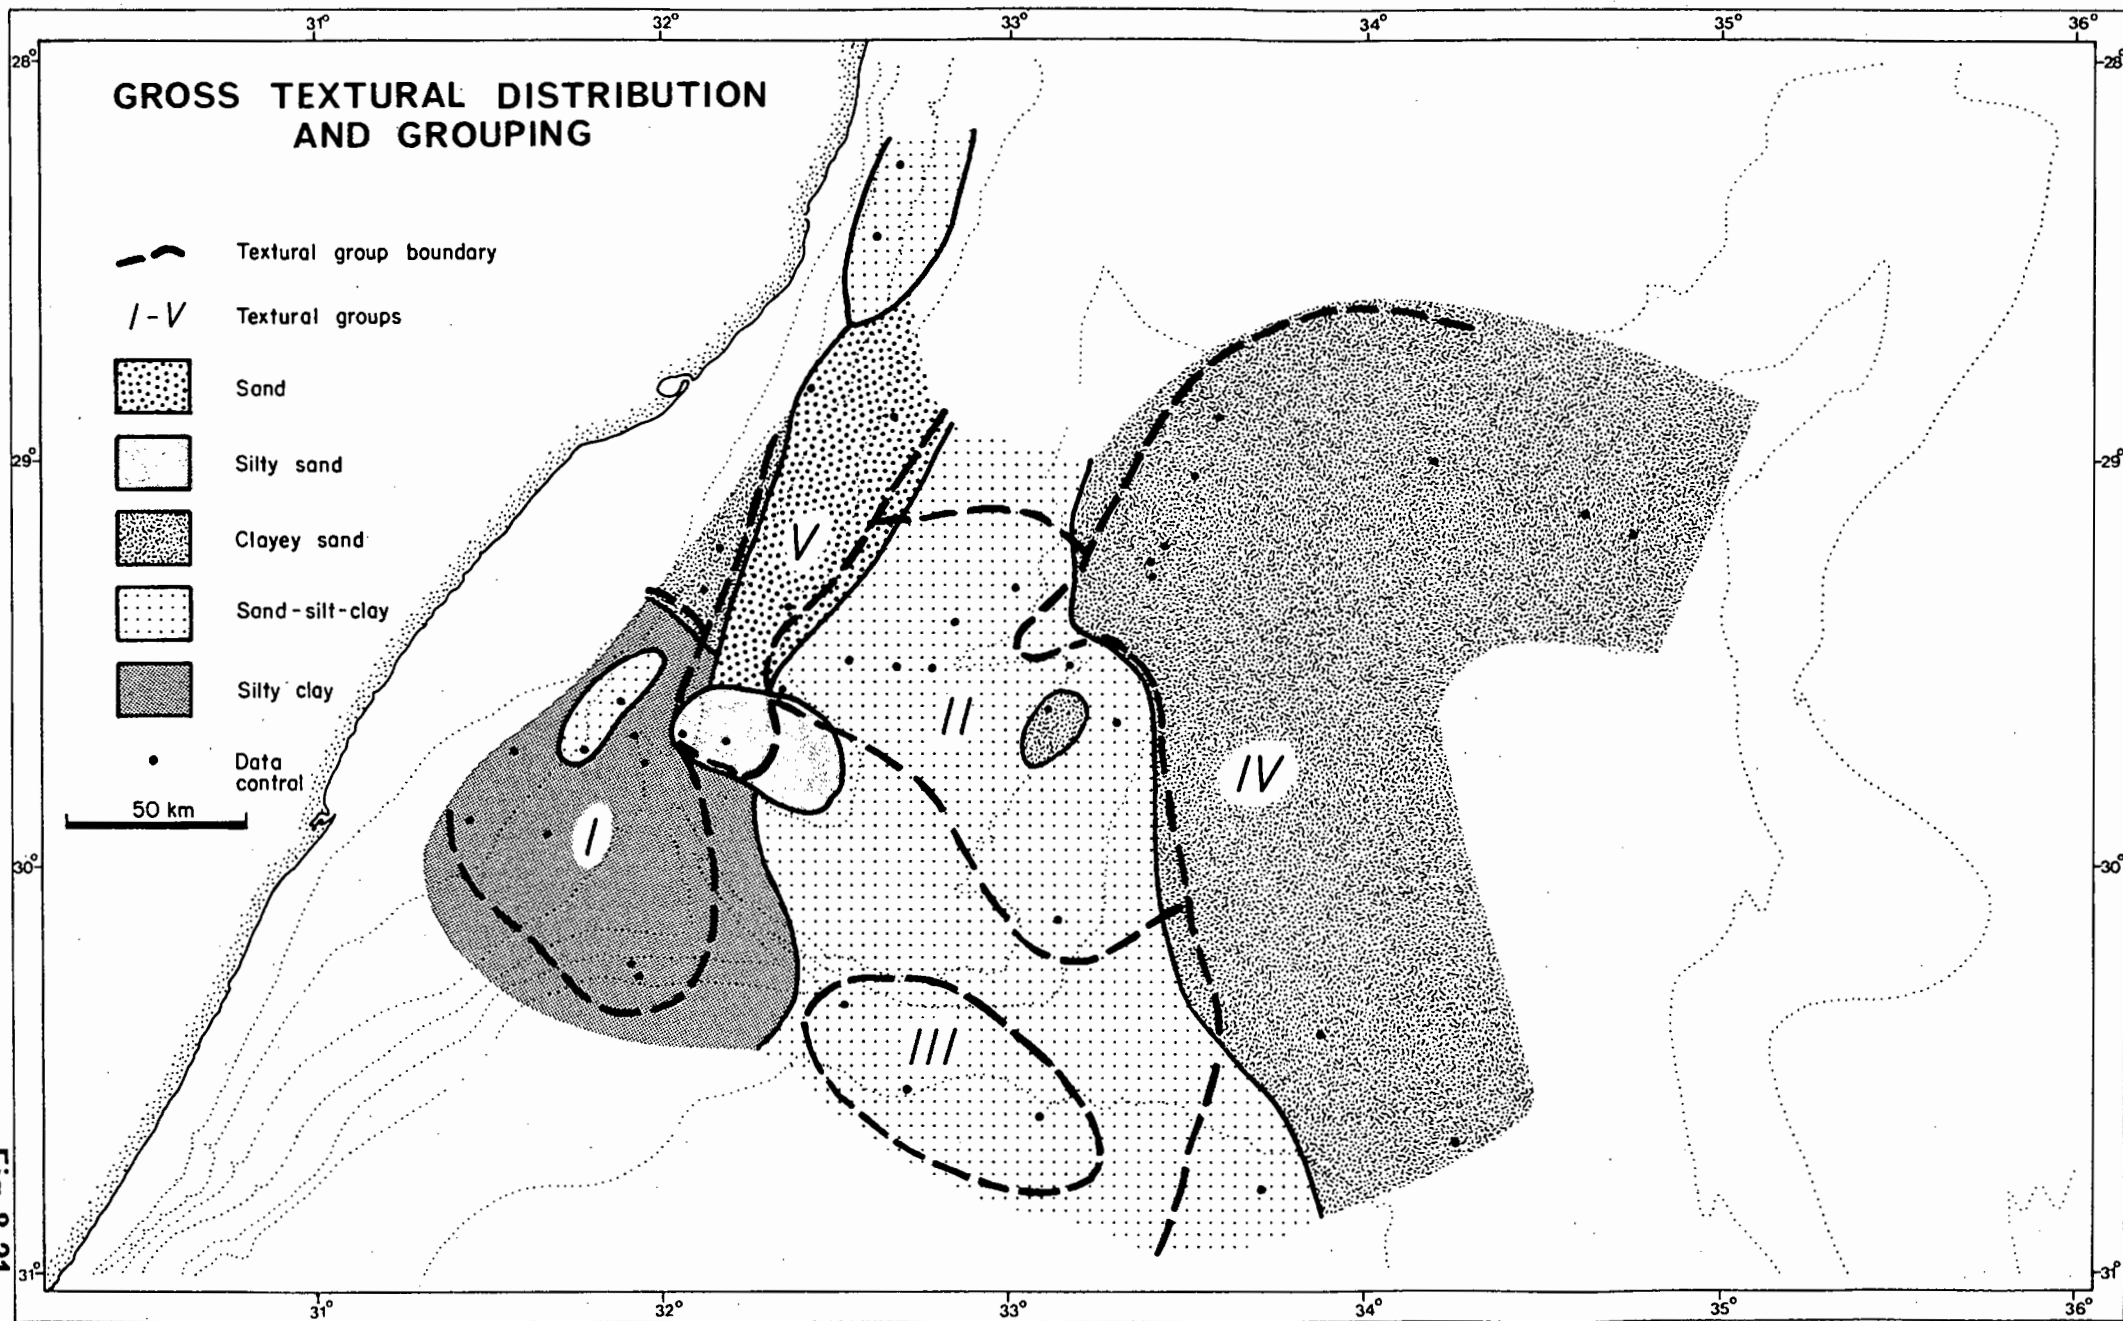 31° 32° 33° 34° 35° 36°
28° 28°
GROSS TEXTURAL DISTRIBUTION
AND GROUPING
Textural group boundary
I-V Textural groups
Sand
Silty sand
Clayey sand
Sand-silt-clay
Silty clay
Data
control
50 km
29° 29°
30° 30°
31° 31°
V
II
IV
I
III
31° 32° 33° 34° 35° 36°